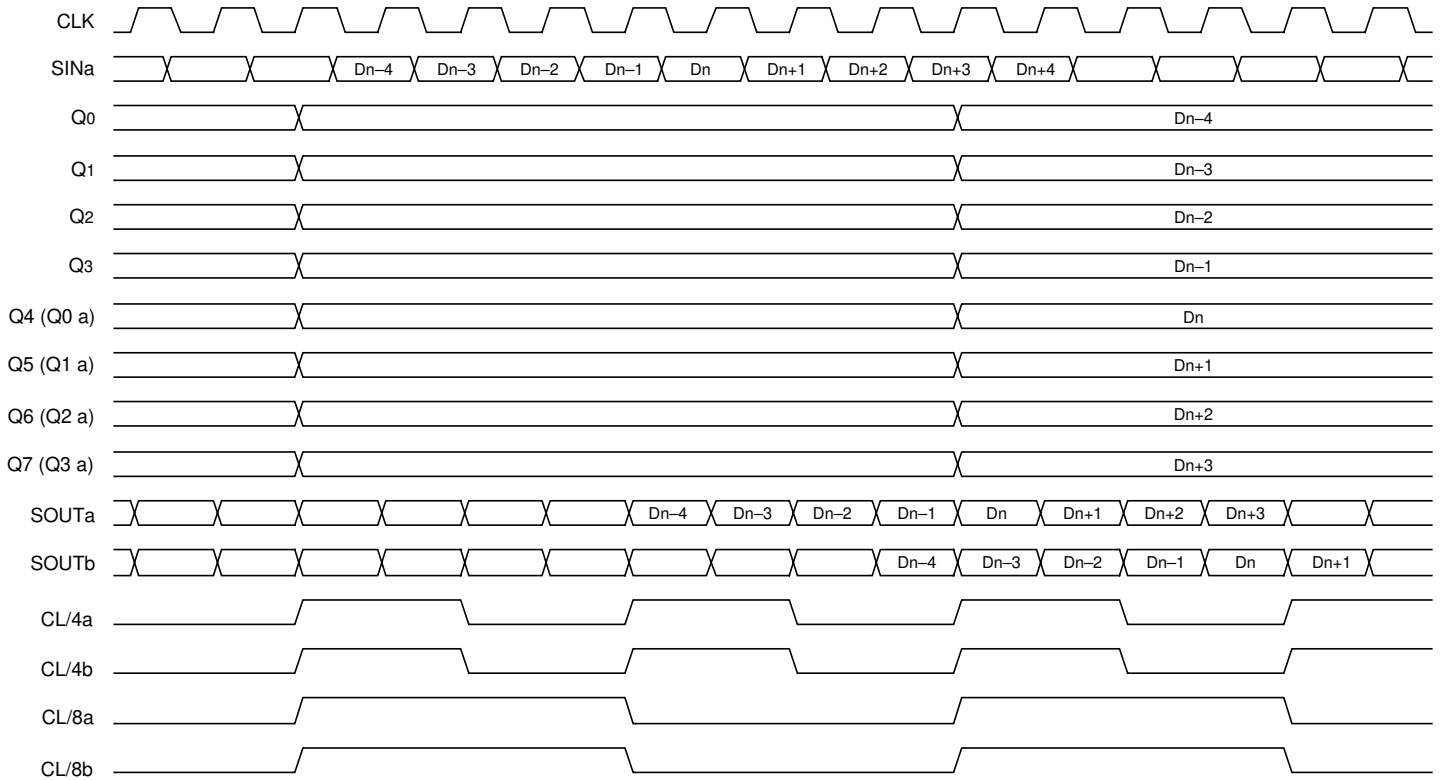 CLK
SINa Dn–4 Dn–3 Dn–2 Dn–1 Dn Dn+1 Dn+2 Dn+3 Dn+4
Q0 Dn–4
Q1 Dn–3
Q2 Dn–2
Q3 Dn–1
Q4 (Q0 a) Dn
Q5 (Q1 a) Dn+1
Q6 (Q2 a) Dn+2
Q7 (Q3 a) Dn+3
SOUTa Dn–4 Dn–3 Dn–2 Dn–1 Dn Dn+1 Dn+2 Dn+3
SOUTb Dn–4 Dn–3 Dn–2 Dn–1 Dn Dn+1
CL/4a
CL/4b
CL/8a
CL/8b